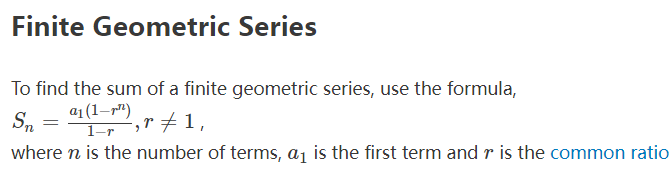 Finite Geometric Series
To find the sum of a finite geometric series, use the formula,
Sₙ = a₁(1−rⁿ)/1−r, r ≠ 1,
where n is the number of terms, a₁ is the first term and r is the common ratio